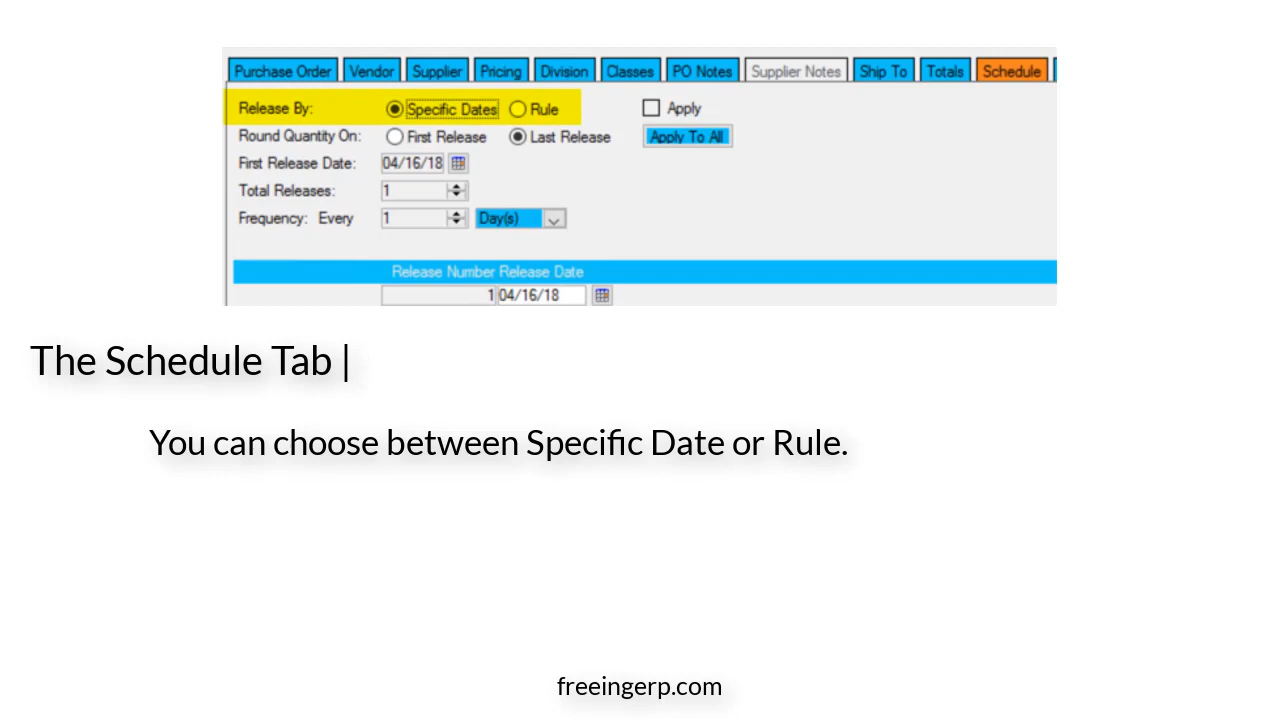 Purchase Order Vendor Supplier Pricing Division Classes PO Notes Supplier Notes Ship To Totals Schedule
Release By: Specific Dates Rule Apply
Round Quantity On: First Release Last Release Apply To All
First Release Date: 04/16/18
Total Releases: 1
Frequency: Every 1 Day(s)
Release Number Release Date
1 04/16/18
The Schedule Tab |
You can choose between Specific Date or Rule.
freeingerp.com